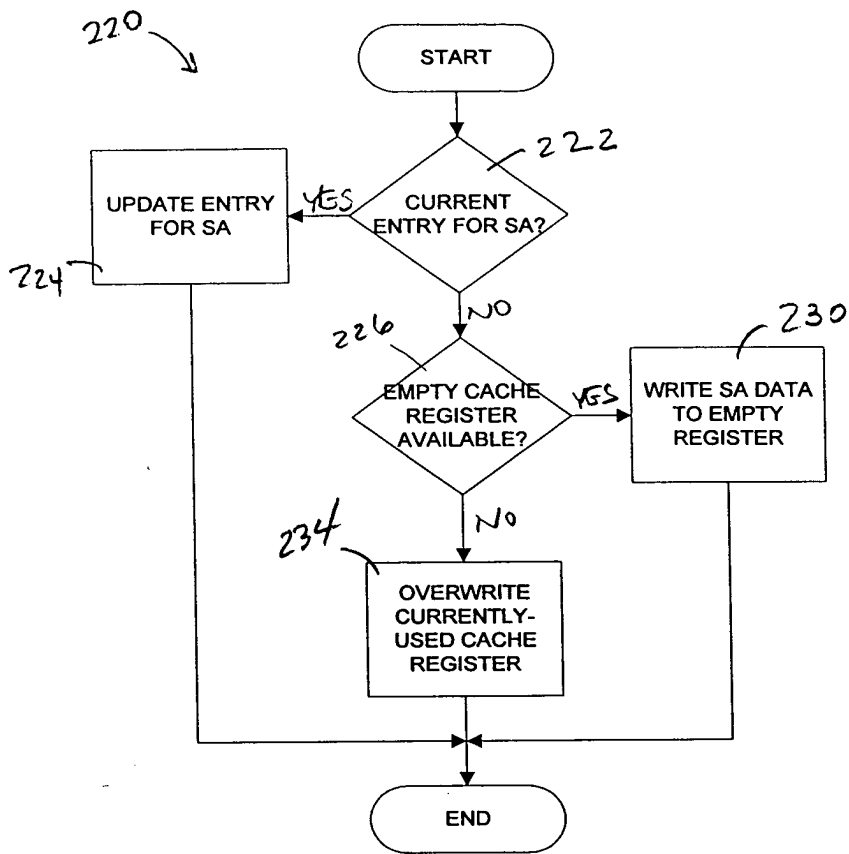 220
START
222
CURRENT
ENTRY FOR SA?
YES
UPDATE ENTRY
FOR SA
224
NO
226
EMPTY CACHE
REGISTER
AVAILABLE?
YES
230
WRITE SA DATA
TO EMPTY
REGISTER
NO
234
OVERWRITE
CURRENTLY-
USED CACHE
REGISTER
END